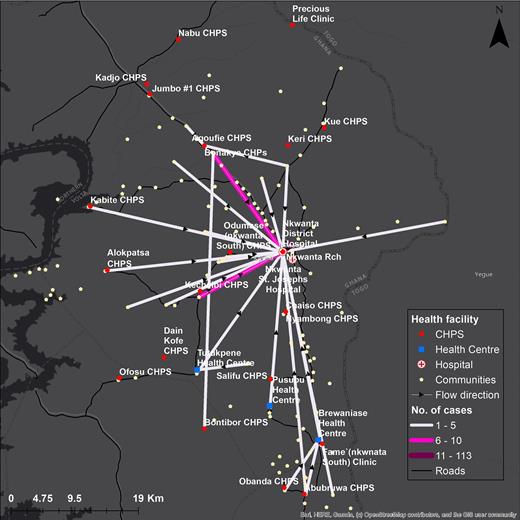 Precious
Life Clinic
N
Nabu CHPS
TOGO
GHANA
Kadjo CHPS
Jumbo #1 CHPS
Kue CHPS
Agoufie CHPS
Keri CHPS
Bonakye CHPs
Kabite CHPS
Odumase
(nkwanta
South) CHPS
Nkwanta
District
Hospital
Nkwanta Rch
Alokpatsa
CHPS
Nkwanta
St. Josephs
Hospital
GHANA
TOGO
Yegue
Kecheibi CHPS
Chaiso CHPS
Nyambong CHPS
Dain
Kofe
CHPS
Tutukpene
Health Centre
Ofosu CHPS
Salifu CHPS
Pusupu
Health
Centre
Bontibor CHPS
Brewaniase
Health
Centre
Fame`(nkwnata
South) Clinic
Obanda CHPS
Abubruwa CHPS
Health facility
CHPS
Health Centre
Hospital
Communities
Flow direction
No. of cases
1 - 5
6 - 10
11 - 113
Roads
0 4.75 9.5 19 Km
Esri, HERE, Garmin, (c) OpenStreetMap contributors, and the GIS user community